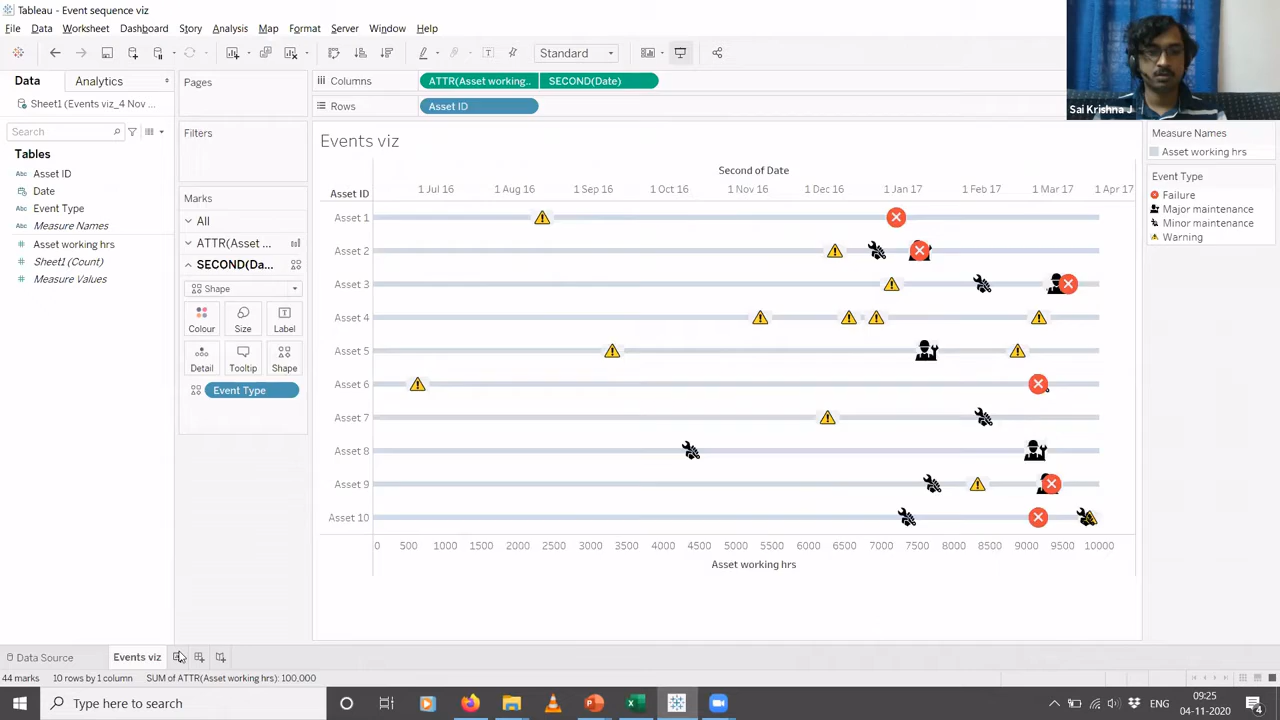 Tableau - Event sequence viz
File Data Worksheet Dashboard Story Analysis Map Format Server Window Help
Standard
Data Analytics
Pages
Columns ATTR(Asset working.. SECOND(Date)
Sheet1 (Events viz_4 Nov ...
Rows Asset ID
Sai Krishna J
Search
Filters
Events viz
Measure Names
Asset working hrs
Event Type
Failure
Major maintenance
Minor maintenance
Warning
Tables
Asset ID
Date
Event Type
Measure Names
Asset working hrs
Sheet1 (Count)
Measure Values
Marks
All
ATTR(Asset ...
SECOND(Da...
Shape
Colour Size Label
Detail Tooltip Shape
Event Type
Second of Date
Asset ID
1 Jul 16 1 Aug 16 1 Sep 16 1 Oct 16 1 Nov 16 1 Dec 16 1 Jan 17 1 Feb 17 1 Mar 17 1 Apr 17
Asset 1
Asset 2
Asset 3
Asset 4
Asset 5
Asset 6
Asset 7
Asset 8
Asset 9
Asset 10
0 500 1000 1500 2000 2500 3000 3500 4000 4500 5000 5500 6000 6500 7000 7500 8000 8500 9000 9500 10000
Asset working hrs
Data Source Events viz
44 marks 10 rows by 1 column SUM of ATTR(Asset working hrs): 100,000
Type here to search
ENG
09:25
04-11-2020
4